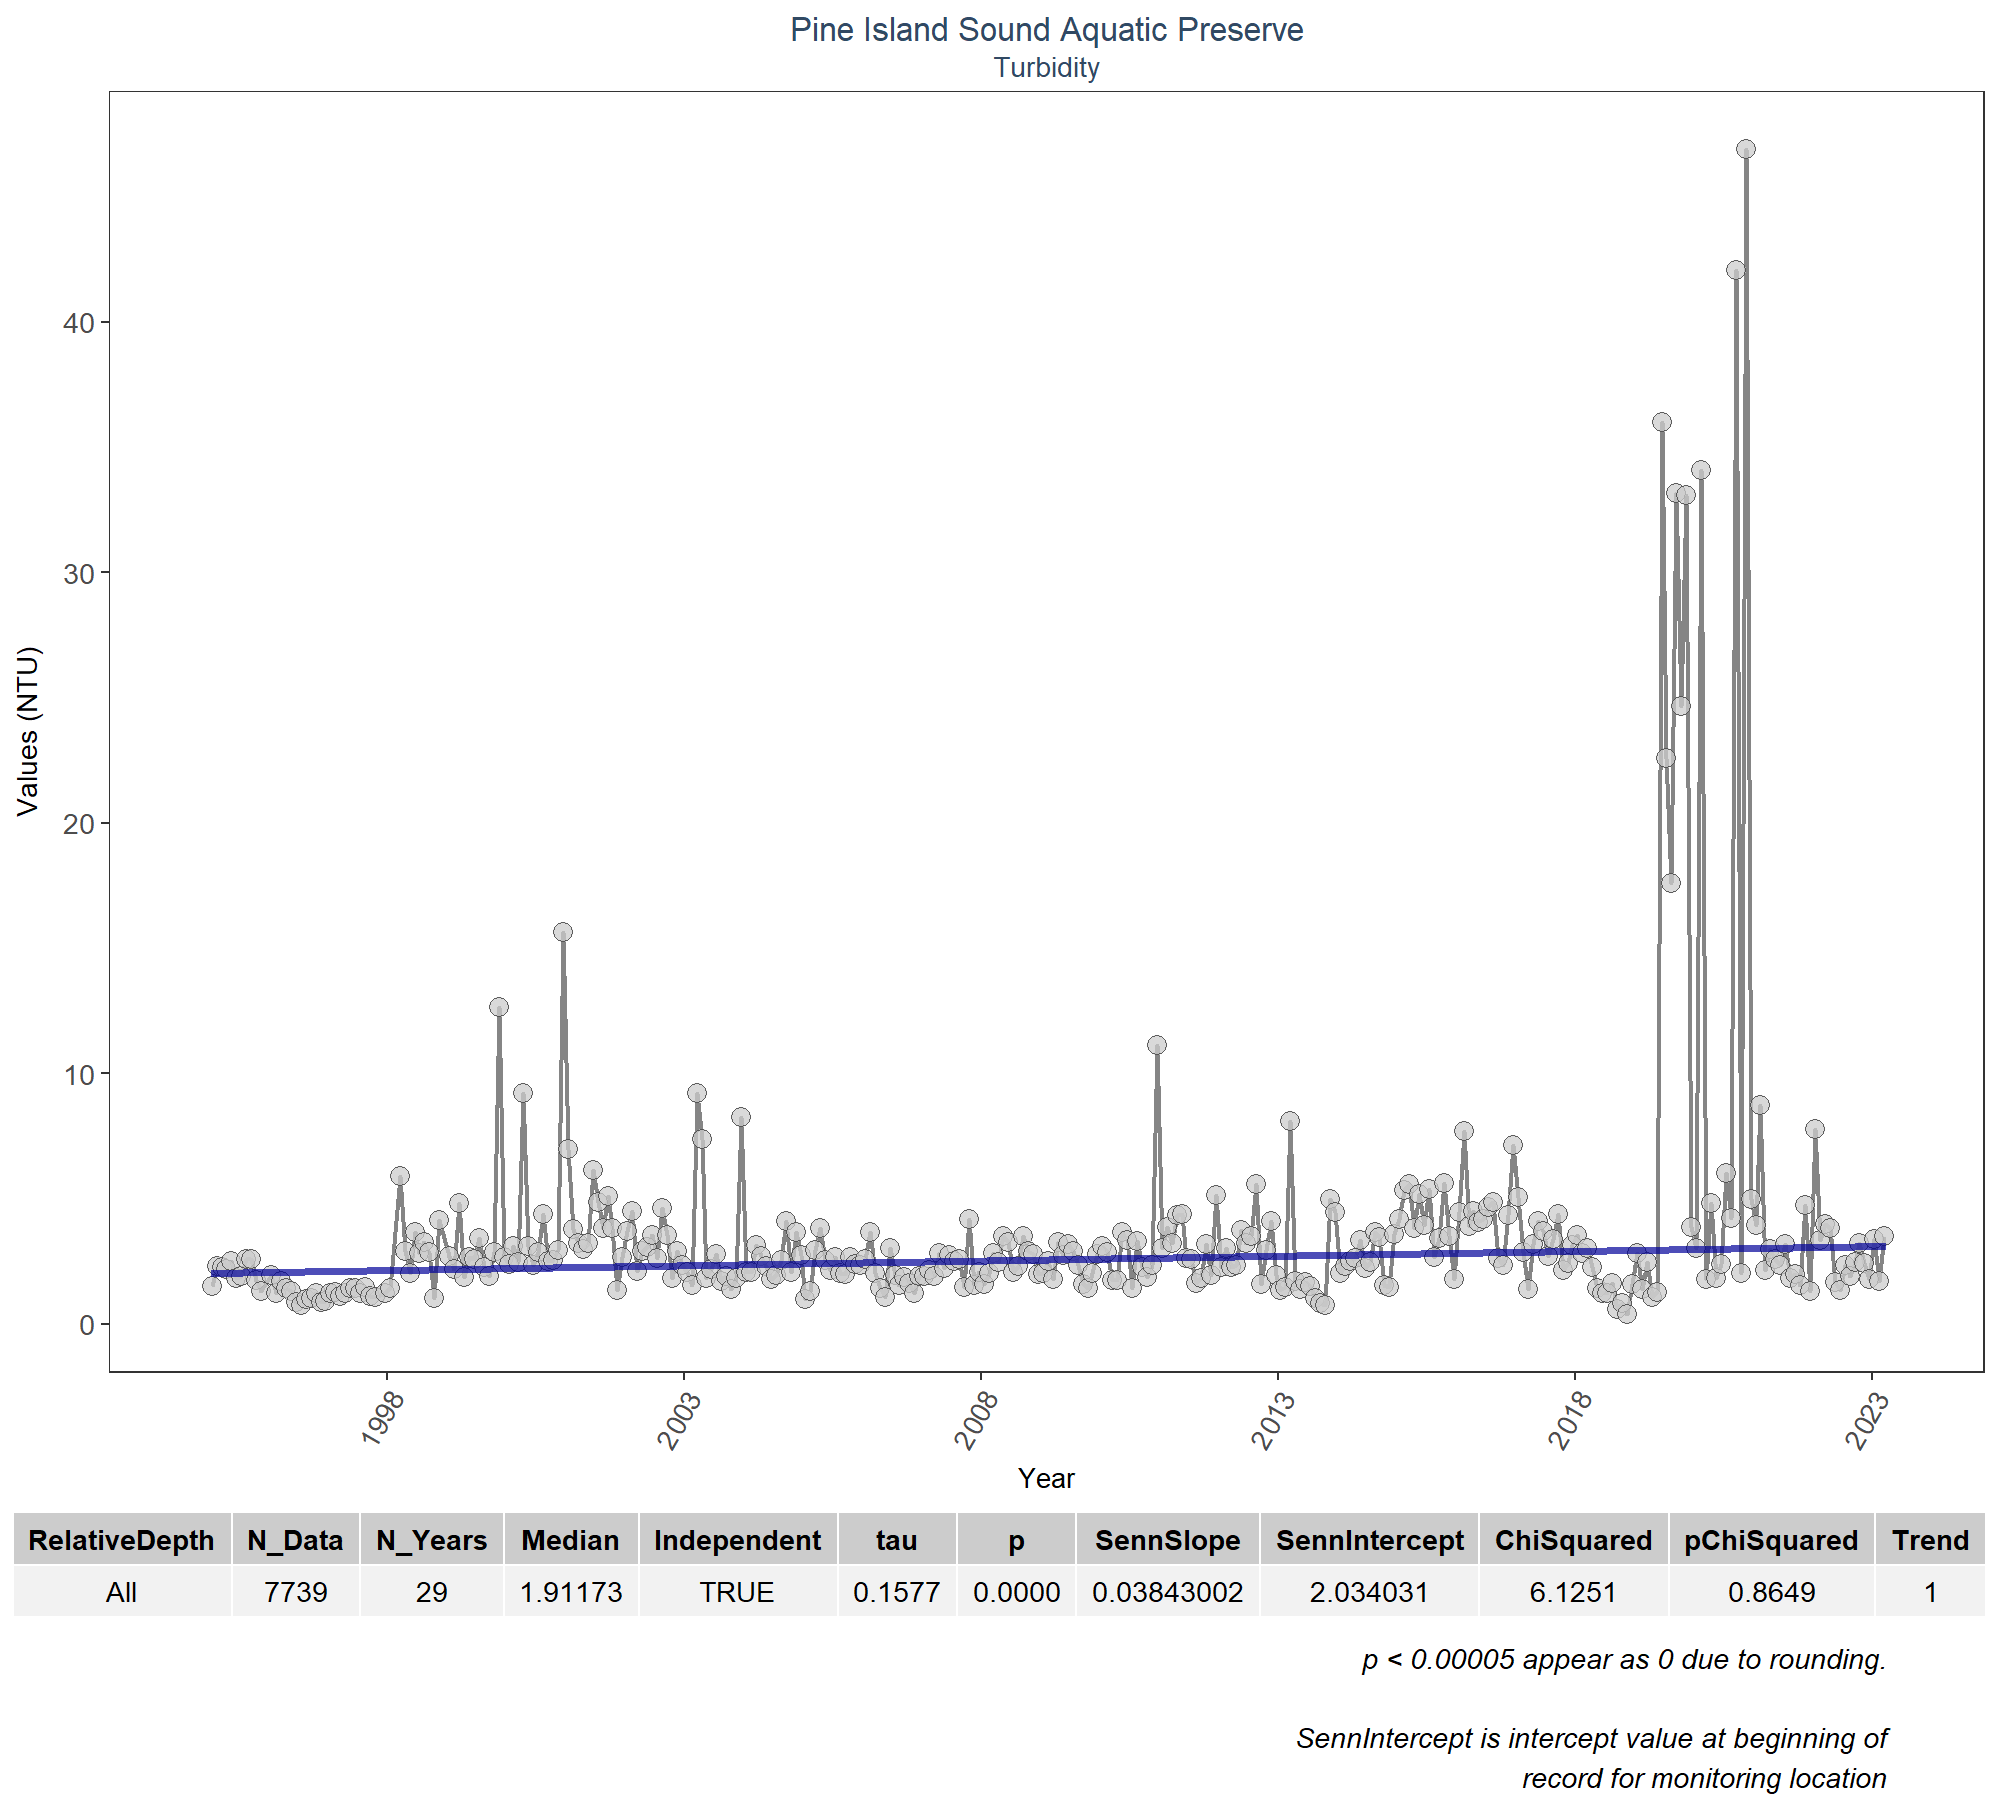 Pine Island Sound Aquatic Preserve
Turbidity
Values (NTU)
40
30
20
10
0
1998 2003 2008 2013 2018 2023
Year
RelativeDepth N_Data N_Years Median Independent tau p SennSlope SennIntercept ChiSquared pChiSquared Trend
All 7739 29 1.91173 TRUE 0.1577 0.0000 0.03843002 2.034031 6.1251 0.8649 1
p < 0.00005 appear as 0 due to rounding.
SennIntercept is intercept value at beginning of
record for monitoring location